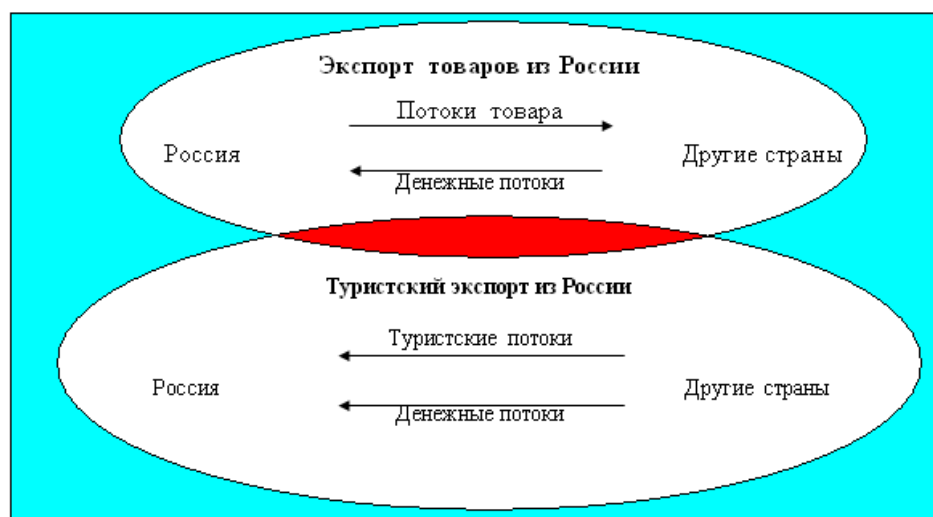 Экспорт товаров из России
Потоки товара
Россия
Другие страны
Денежные потоки
Туристский экспорт из России
Туристские потоки
Россия
Другие страны
Денежные потоки